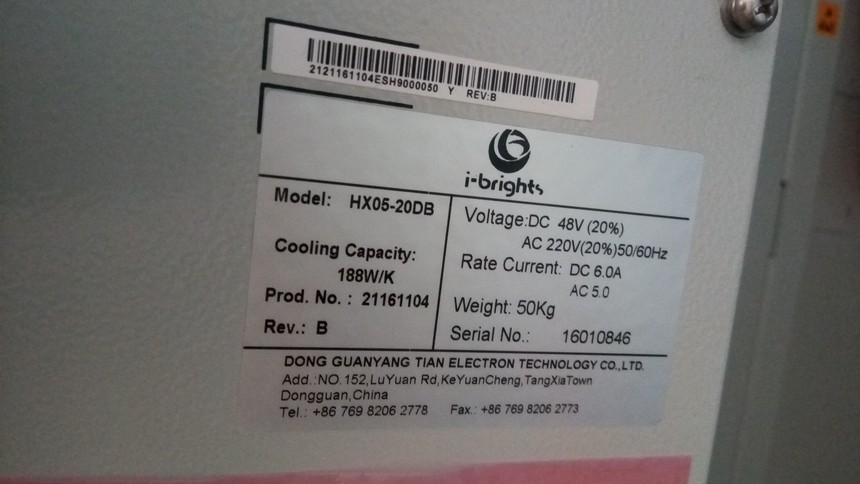 2121161104ESH9000050 Y REV:B
i-brights
Model: HX05-20DB
Cooling Capacity:
188W/K
Prod. No. : 21161104
Rev.: B
Voltage:DC 48V (20%)
AC 220V(20%)50/60Hz
Rate Current: DC 6.0A
AC 5.0
Weight: 50Kg
Serial No.: 16010846
DONG GUANYANG TIAN ELECTRON TECHNOLOGY CO.,LTD.
Add.:NO.152,LuYuan Rd,KeYuanCheng,TangXiaTown
Dongguan,China
Tel.: +86 769 8206 2778 Fax.: +86 769 8206 2773